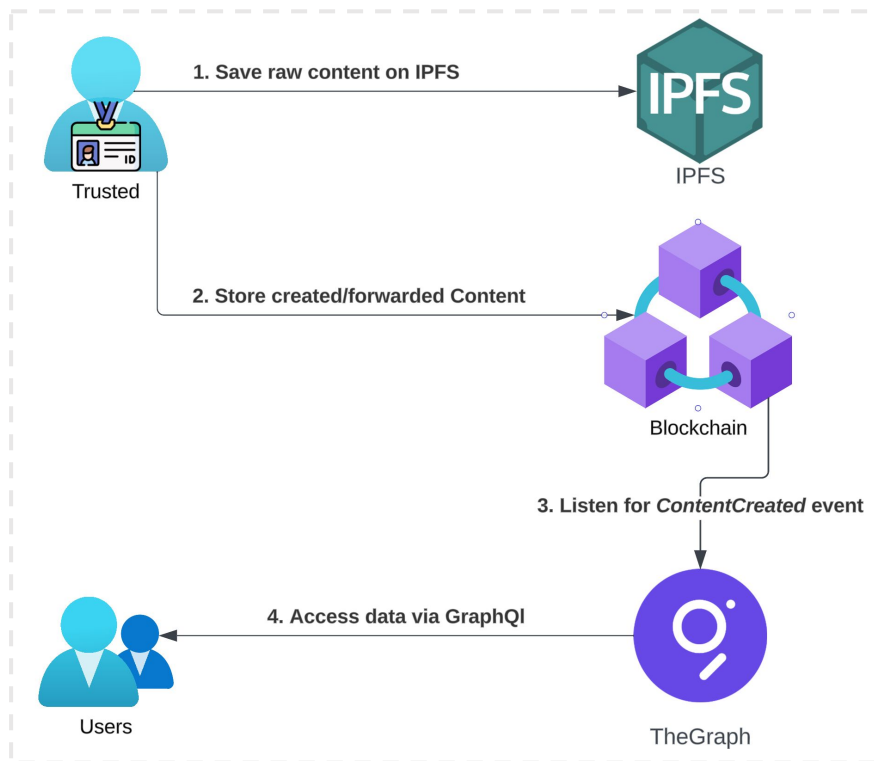 1. Save raw content on IPFS
IPFS
ID
Trusted
IPFS
2. Store created/forwarded Content
Blockchain
3. Listen for ContentCreated event
4. Access data via GraphQl
Users
TheGraph